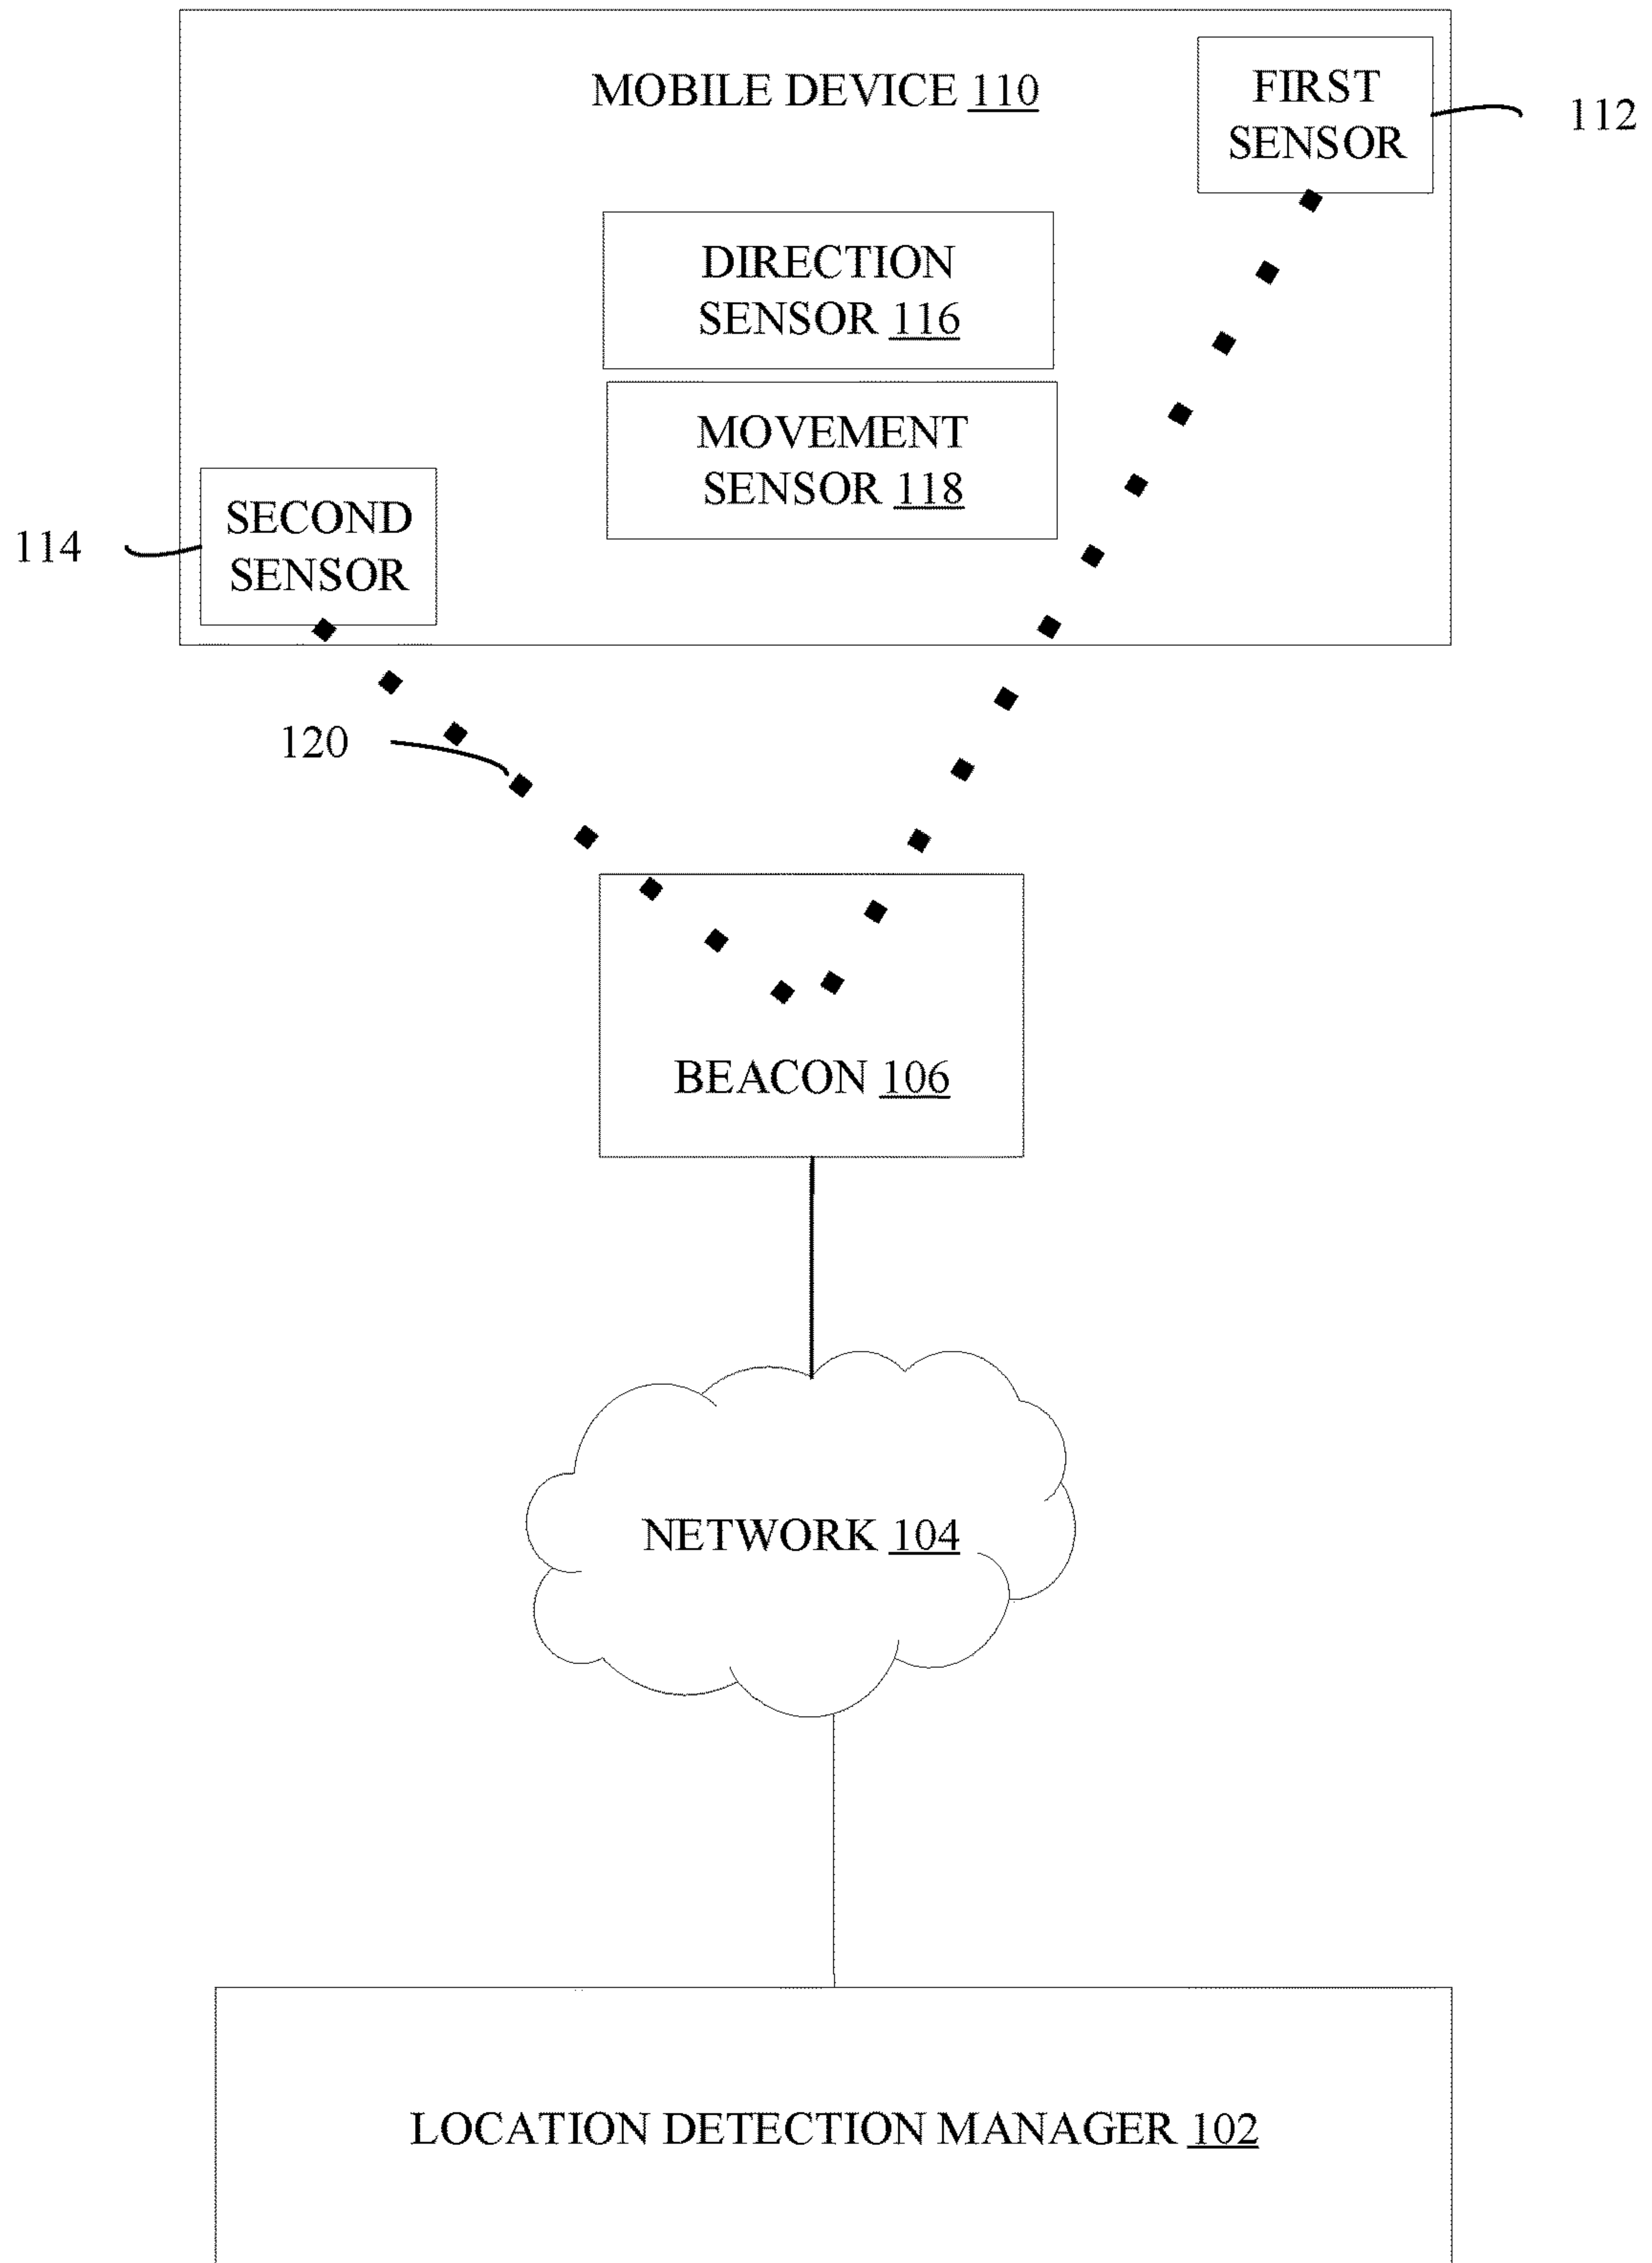 MOBILE DEVICE 110
FIRST
SENSOR
112
DIRECTION
SENSOR 116
MOVEMENT
SENSOR 118
SECOND
SENSOR
114
120
BEACON 106
NETWORK 104
LOCATION DETECTION MANAGER 102